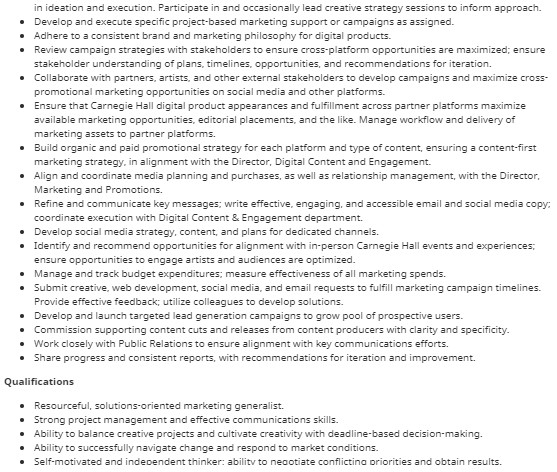 in ideation and execution. Participate in and occasionally lead creative strategy sessions to inform approach.
• Develop and execute specific project-based marketing support or campaigns as assigned.
• Adhere to a consistent brand and marketing philosophy for digital products.
• Review campaign strategies with stakeholders to ensure cross-platform opportunities are maximized; ensure
stakeholder understanding of plans, timelines, opportunities, and recommendations for iteration.
• Collaborate with partners, artists, and other external stakeholders to develop campaigns and maximize cross-
promotional marketing opportunities on social media and other platforms.
• Ensure that Carnegie Hall digital product appearances and fulfillment across partner platforms maximize
available marketing opportunities, editorial placements, and the like. Manage workflow and delivery of
marketing assets to partner platforms.
• Build organic and paid promotional strategy for each platform and type of content, ensuring a content-first
marketing strategy, in alignment with the Director, Digital Content and Engagement.
• Align and coordinate media planning and purchases, as well as relationship management, with the Director,
Marketing and Promotions.
• Refine and communicate key messages; write effective, engaging, and accessible email and social media copy;
coordinate execution with Digital Content & Engagement department.
• Develop social media strategy, content, and plans for dedicated channels.
• Identify and recommend opportunities for alignment with in-person Carnegie Hall events and experiences;
ensure opportunities to engage artists and audiences are optimized.
• Manage and track budget expenditures; measure effectiveness of all marketing spends.
• Submit creative, web development, social media, and email requests to fulfill marketing campaign timelines.
Provide effective feedback; utilize colleagues to develop solutions.
• Develop and launch targeted lead generation campaigns to grow pool of prospective users.
• Commission supporting content cuts and releases from content producers with clarity and specificity.
• Work closely with Public Relations to ensure alignment with key communications efforts.
• Share progress and consistent reports, with recommendations for iteration and improvement.
Qualifications
• Resourceful, solutions-oriented marketing generalist.
• Strong project management and effective communications skills.
• Ability to balance creative projects and cultivate creativity with deadline-based decision-making.
• Ability to successfully navigate change and respond to market conditions.
• Self-motivated and independent thinker; ability to negotiate conflicting priorities and obtain results.